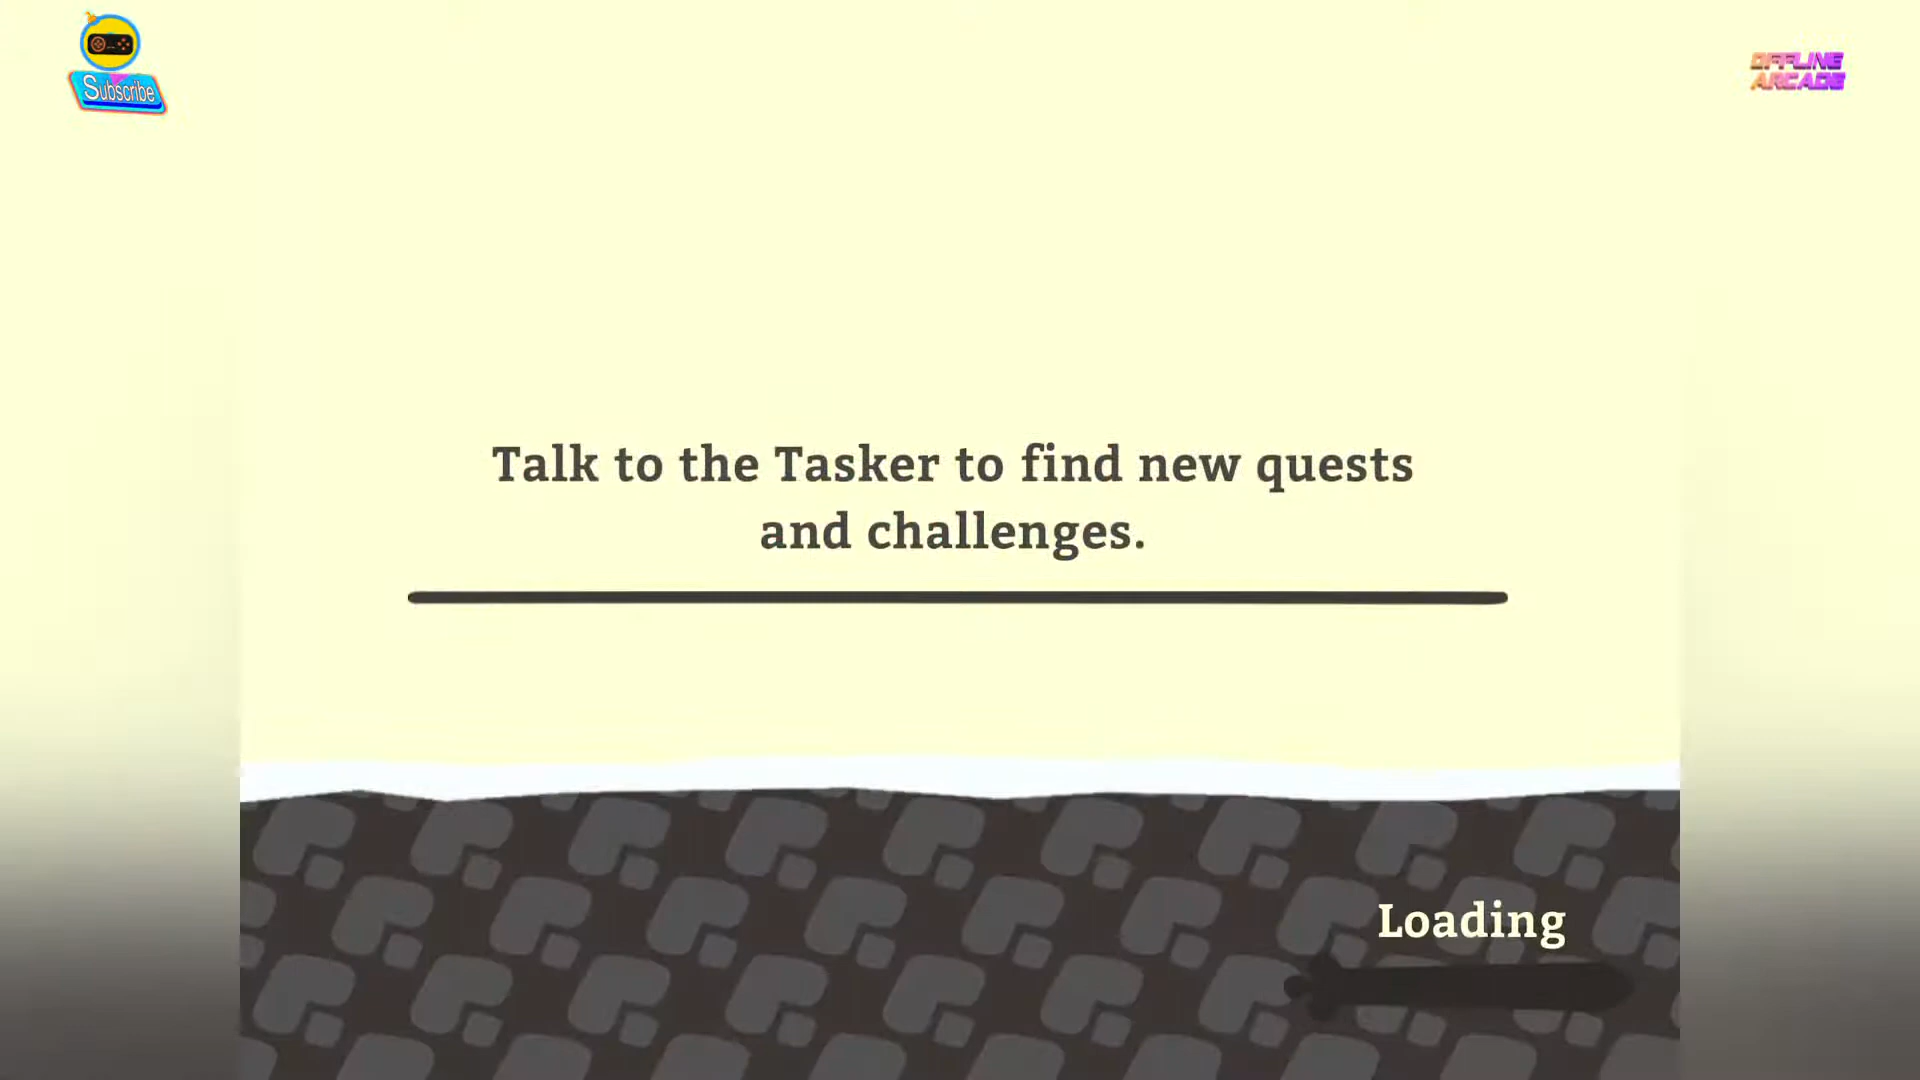 Subscribe
OFFLINE
ARCADE
Talk to the Tasker to find new quests
and challenges.
Loading